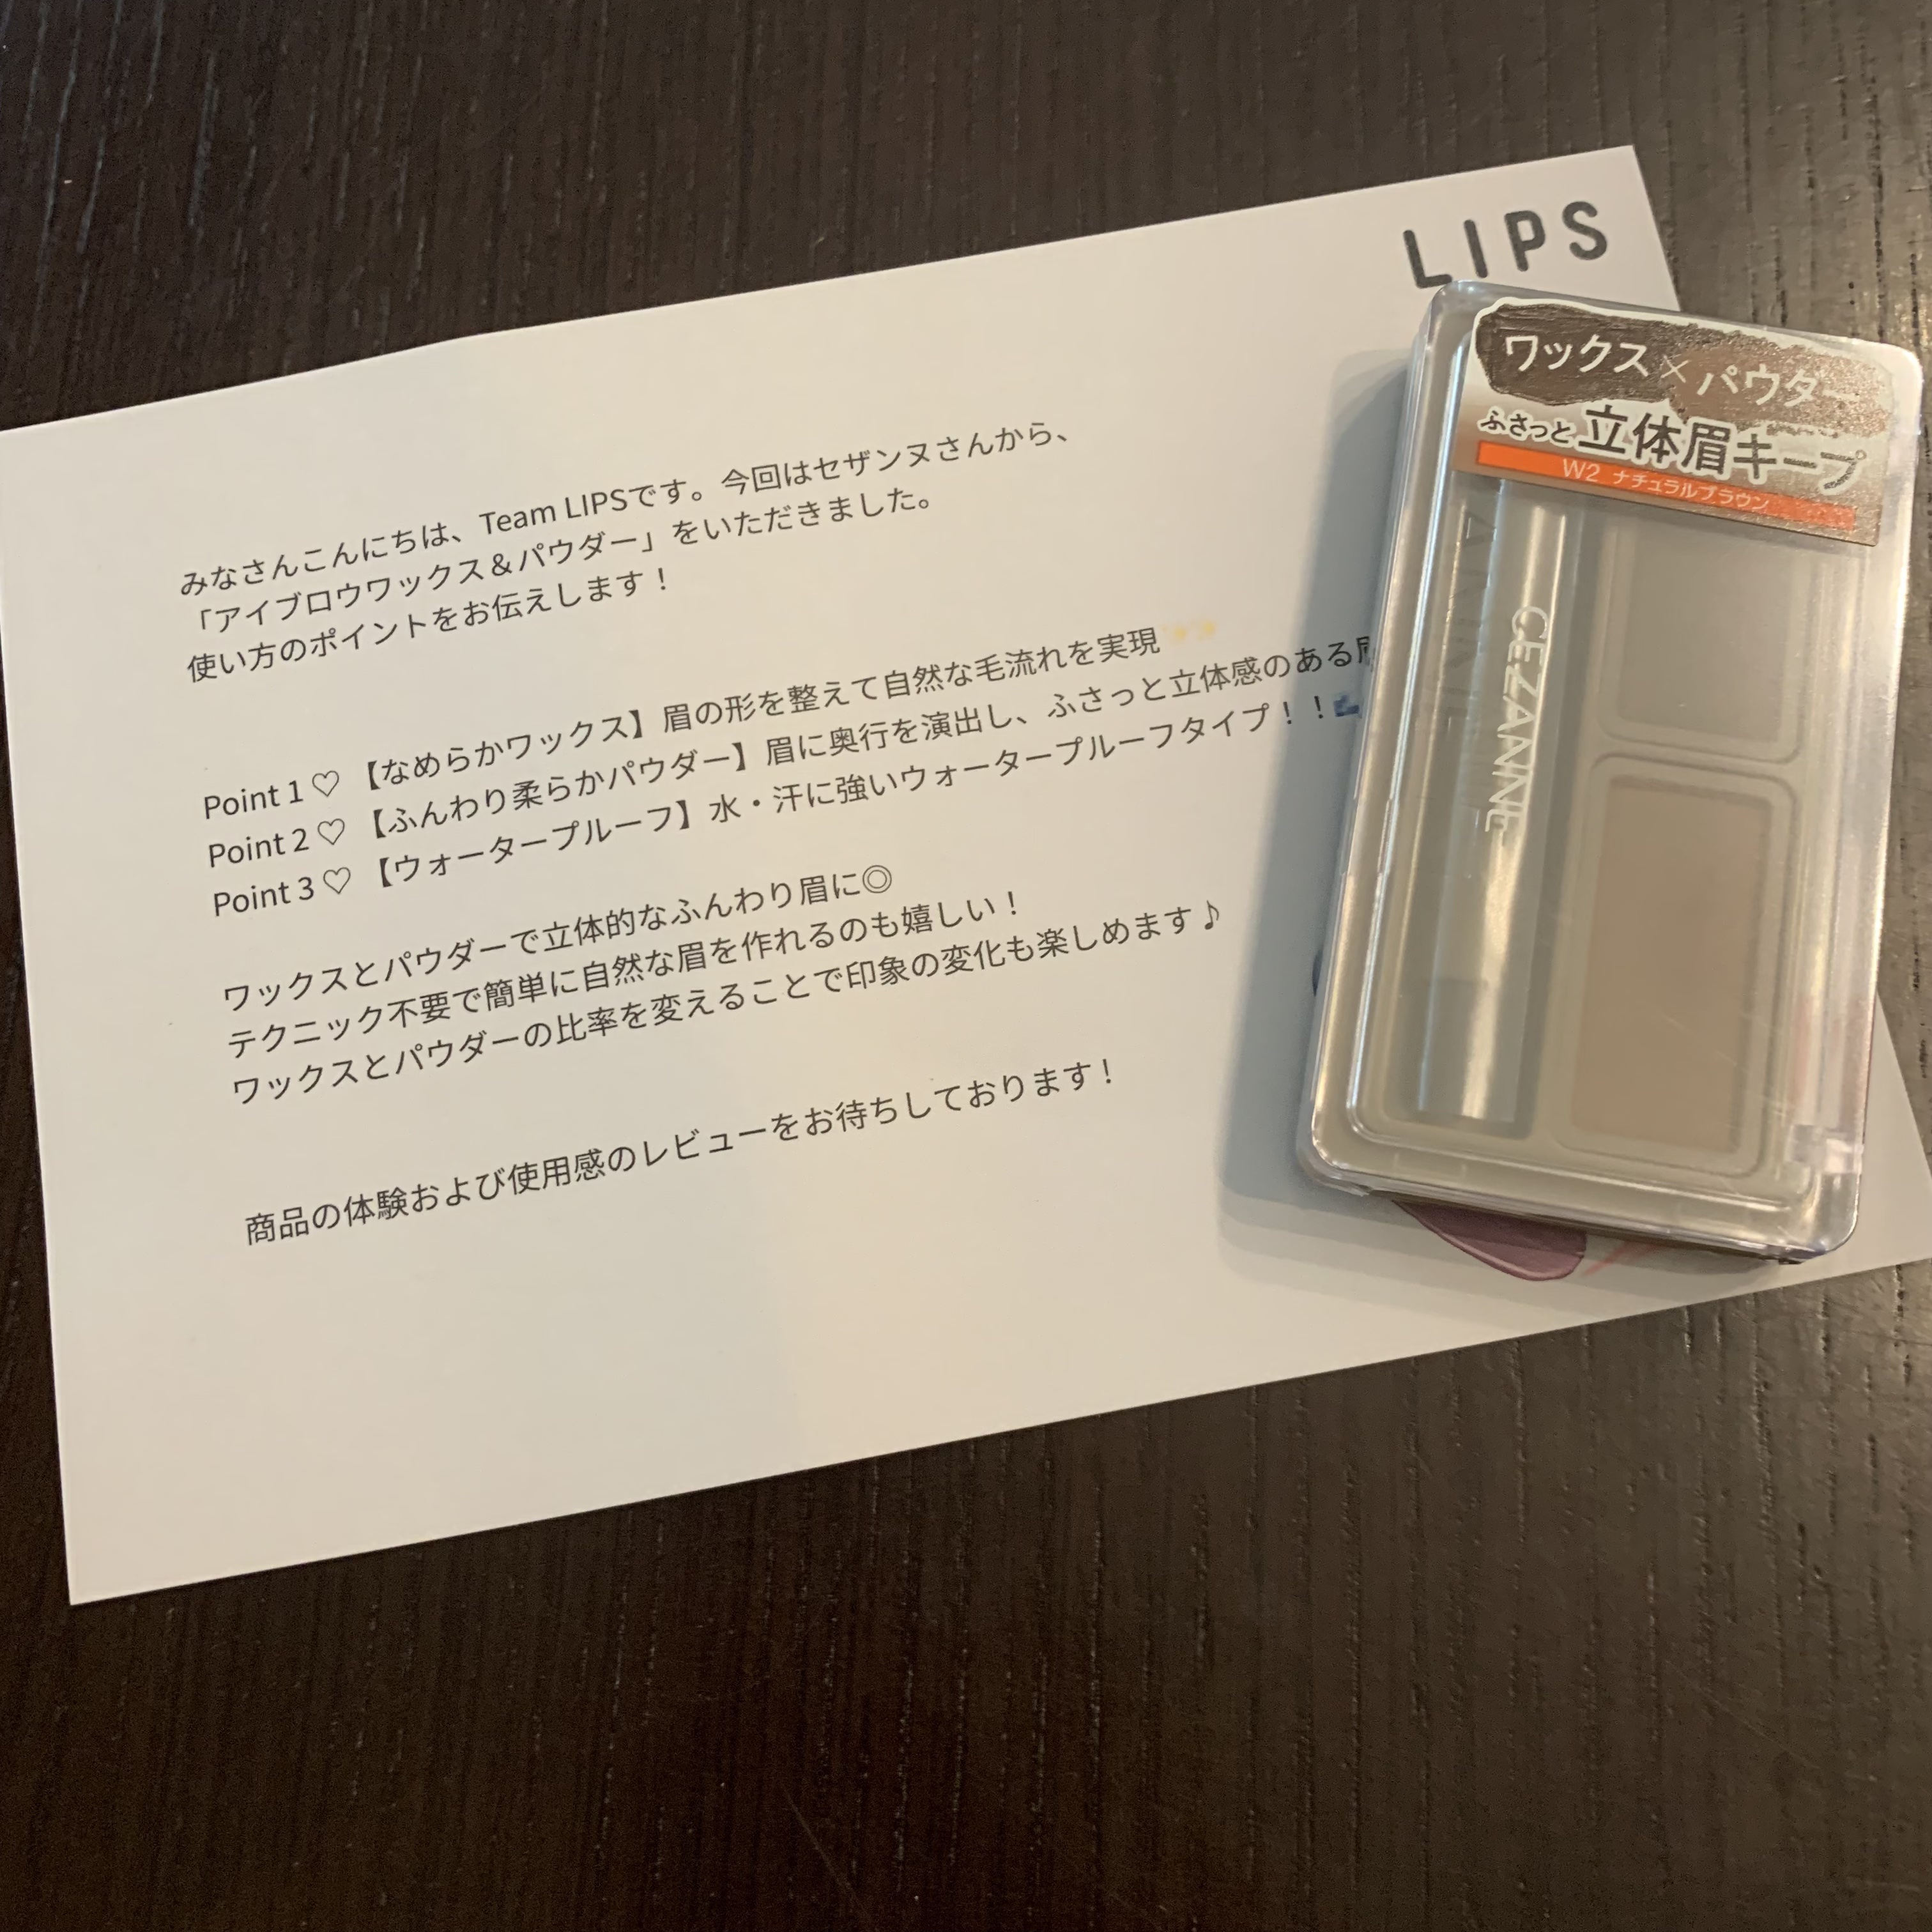 LIPS
みなさんこんにちは、Team LIPSです。今回はセザンヌさんから、
「アイブロウワックス＆パウダー」をいただきました。
使い方のポイントをお伝えします！
Point 1 ♡ 【なめらかワックス】眉の形を整えて自然な毛流れを実現✨
Point 2 ♡ 【ふんわり柔らかパウダー】眉に奥行を演出し、ふさっと立体感のある
Point 3 ♡ 【ウォータープルーフ】水・汗に強いウォータープルーフタイプ！！
ワックスとパウダーで立体的なふんわり眉に◎
テクニック不要で簡単に自然な眉を作れるのも嬉しい！
ワックスとパウダーの比率を変えることで印象の変化も楽しめます♪
商品の体験および使用感のレビューをお待ちしております！
ワックス×パウダー
ふさっと立体眉キープ
W2 ナチュラルブラウン
CEZANNE